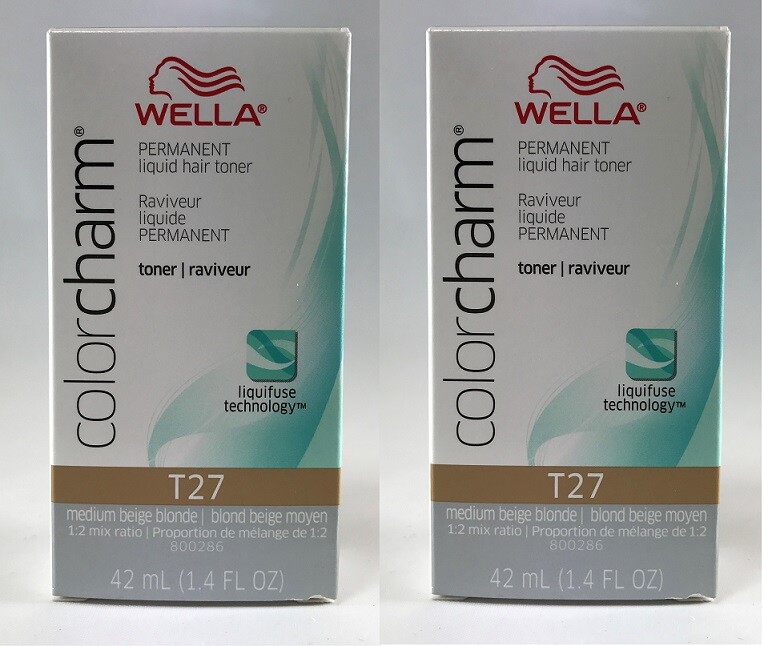 WELLA®
colorcharm®
PERMANENT
liquid hair toner
Raviveur
liquide
PERMANENT
toner | raviveur
liquifuse
technology™
T27
medium beige blonde | blond beige moyen
1:2 mix ratio | Proportion de mélange de 1:2
800286
42 mL (1.4 FL OZ)
WELLA®
colorcharm®
PERMANENT
liquid hair toner
Raviveur
liquide
PERMANENT
toner | raviveur
liquifuse
technology™
T27
medium beige blonde | blond beige moyen
1:2 mix ratio | Proportion de mélange de 1:2
800286
42 mL (1.4 FL OZ)